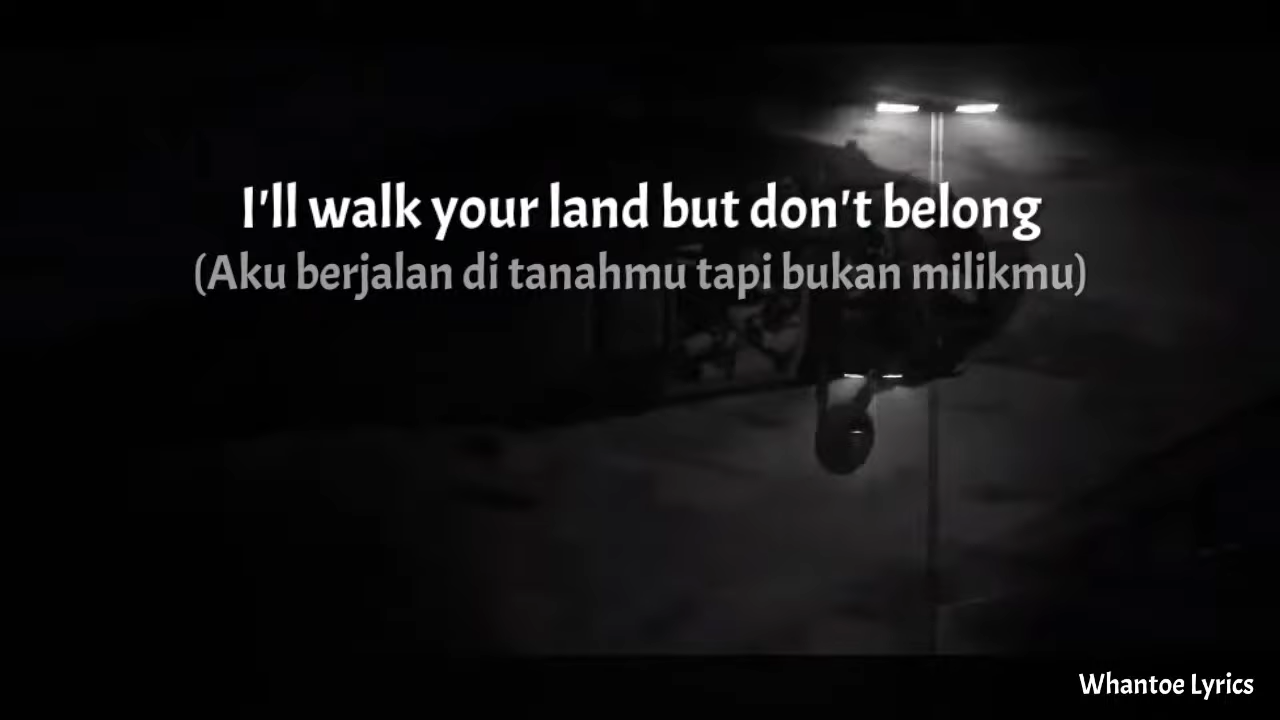 I'll walk your land but don't belong
(Aku berjalan di tanahmu tapi bukan milikmu)
Whantoe Lyrics